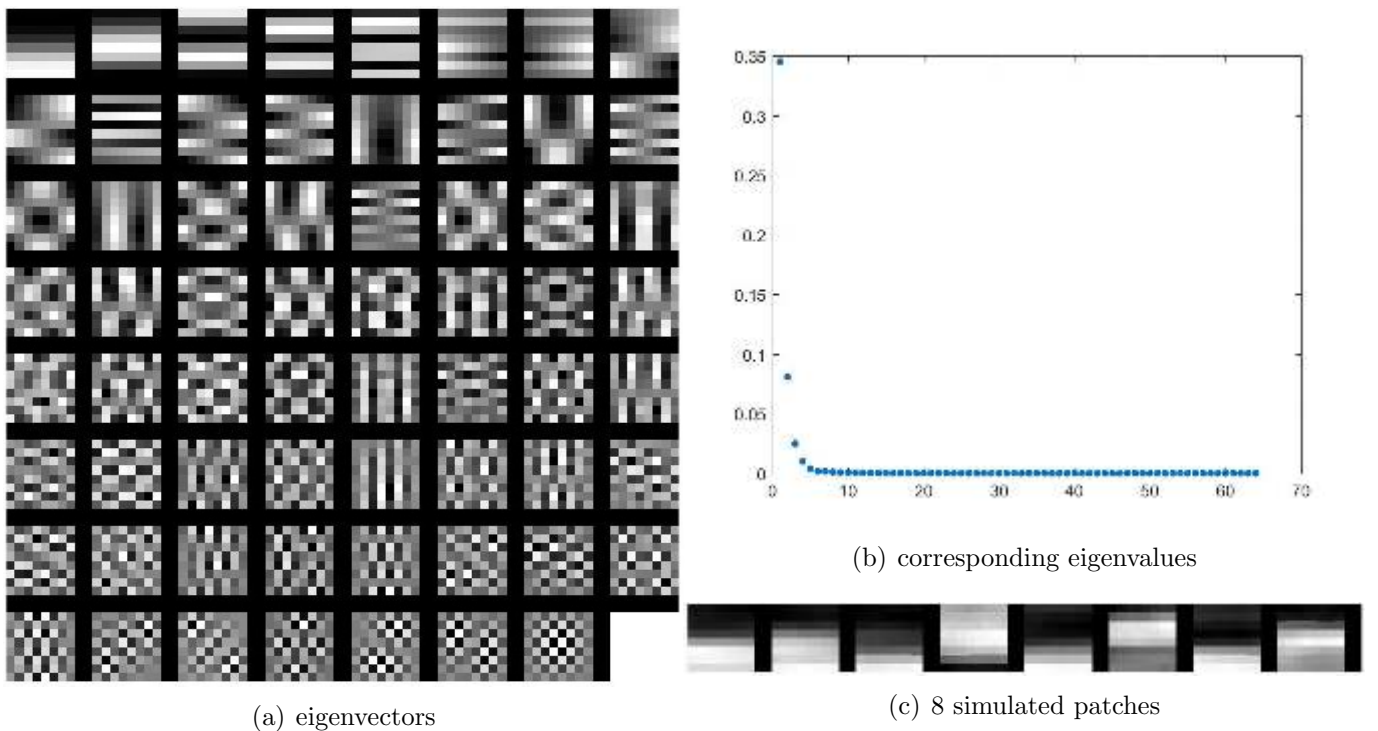 0.35
0.3
0.25
0.2
0.15
0.1
0.05
0
0 10 20 30 40 50 60 70
(b) corresponding eigenvalues
(a) eigenvectors
(c) 8 simulated patches